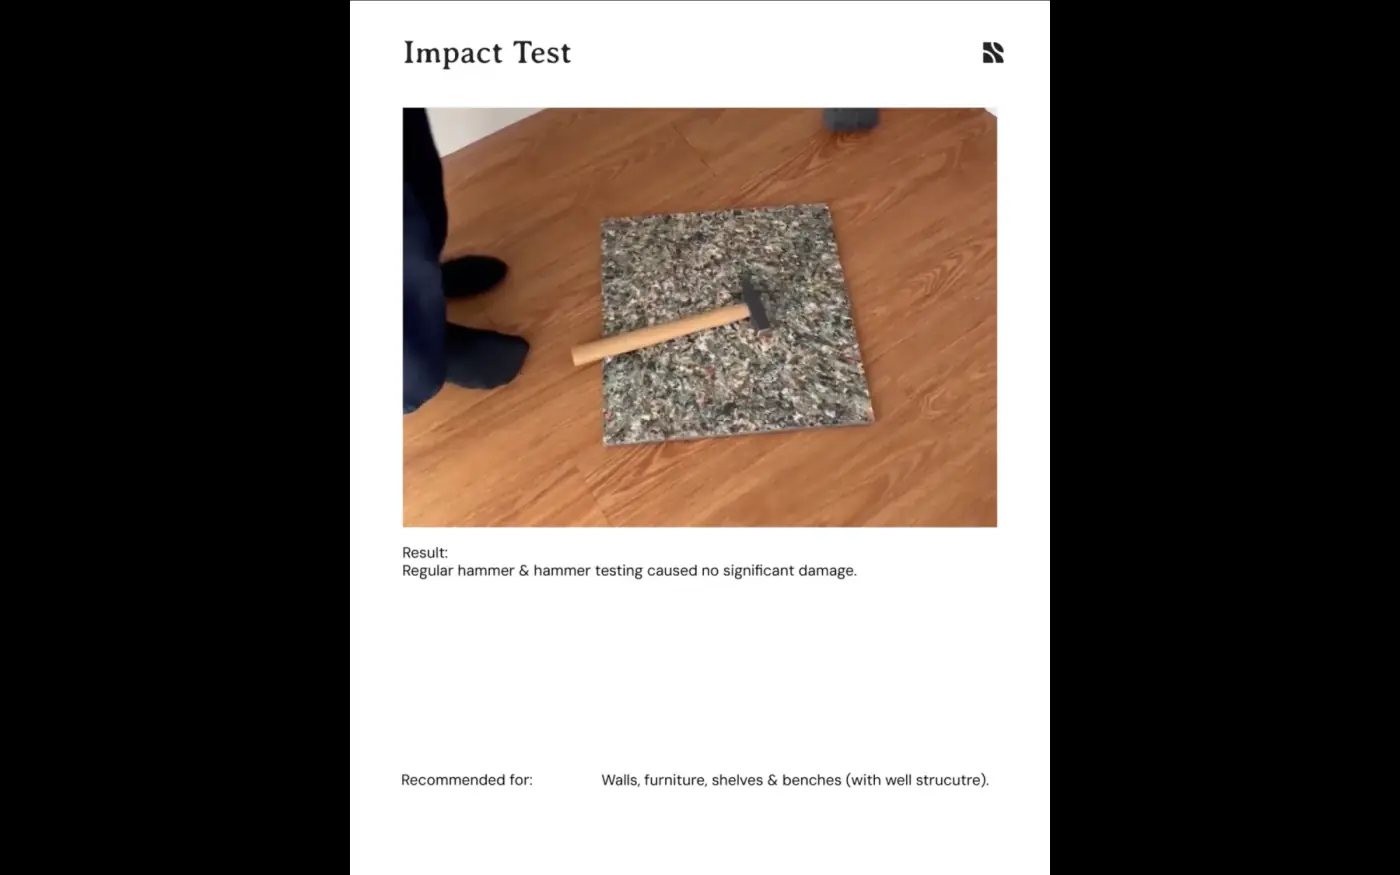 Impact Test
Result:
Regular hammer & hammer testing caused no significant damage.
Recommended for: Walls, furniture, shelves & benches (with well strucutre).